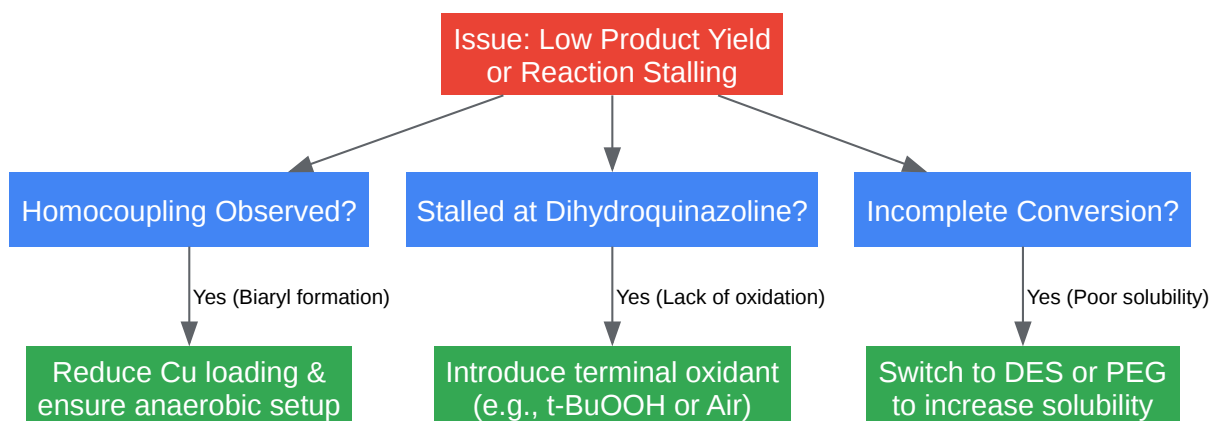 Issue: Low Product Yield
or Reaction Stalling
Homocoupling Observed?
Stalled at Dihydroquinazoline?
Incomplete Conversion?
Yes (Biaryl formation)
Yes (Lack of oxidation)
Yes (Poor solubility)
Reduce Cu loading &
ensure anaerobic setup
Introduce terminal oxidant
(e.g., t-BuOOH or Air)
Switch to DES or PEG
to increase solubility